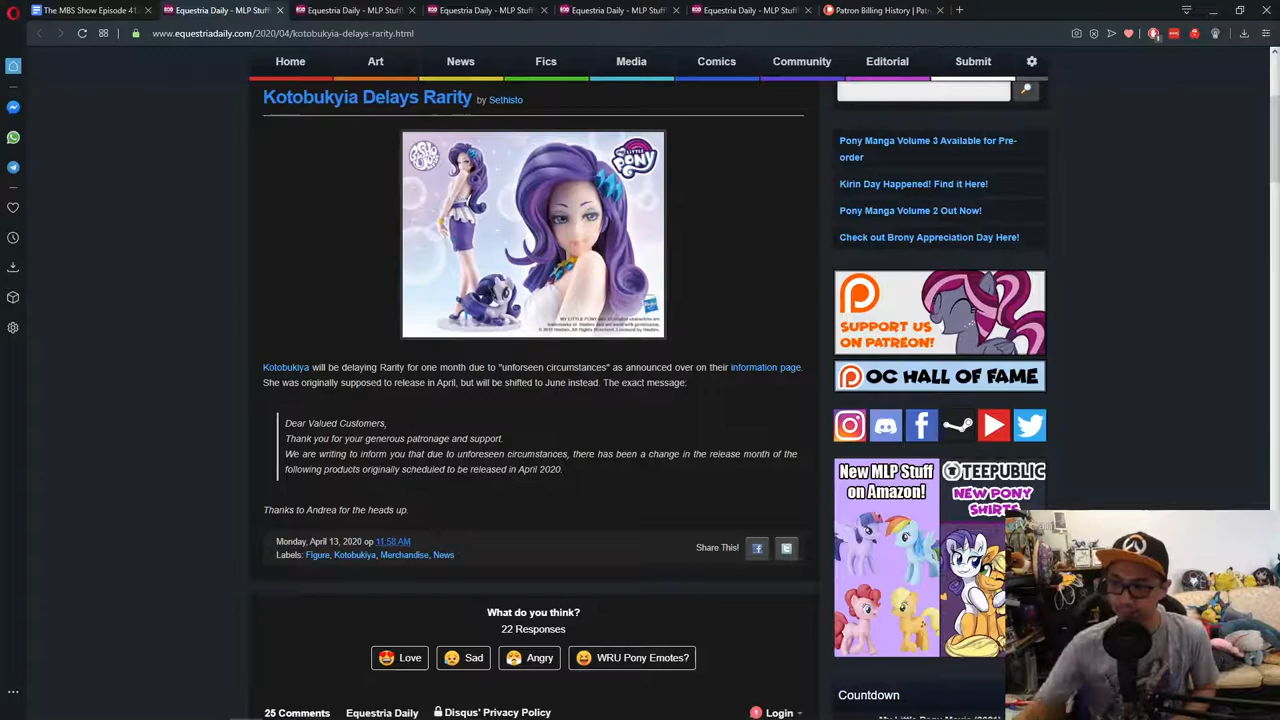 The MBS Show Episode 41
Equestria Daily - MLP Stuff!
Equestria Daily - MLP Stuff!
Equestria Daily - MLP Stuff!
Equestria Daily - MLP Stuff!
Equestria Daily - MLP Stuff!
Patron Billing History | Pat
www.equestriadaily.com/2020/04/kotobukyia-delays-rarity.html
Home
Art
News
Fics
Media
Comics
Community
Editorial
Submit
Kotobukyia Delays Rarity by Sethisto
MY LITTLE PONY
Hasbro
Kotobukiya will be delaying Rarity for one month due to "unforseen circumstances" as announced over on their information page.
She was originally supposed to release in April, but will be shifted to June instead. The exact message:
Dear Valued Customers,
Thank you for your generous patronage and support.
We are writing to inform you that due to unforeseen circumstances, there has been a change in the release month of the
following products originally scheduled to be released in April 2020.
Thanks to Andrea for the heads up.
Monday, April 13, 2020 op 11:58 AM
Labels: Figure, Kotobukiya, Merchandise, News
Share This!
What do you think?
22 Responses
Love
Sad
Angry
WRU Pony Emotes?
25 Comments
Equestria Daily
Disqus' Privacy Policy
1
Login
Pony Manga Volume 3 Available for Pre-
order
Kirin Day Happened! Find it Here!
Pony Manga Volume 2 Out Now!
Check out Brony Appreciation Day Here!
SUPPORT US
ON PATREON!
OC HALL OF FAME
New MLP Stuff
on Amazon!
TEEPUBLIC
NEW PONY
SHIRTS
Countdown